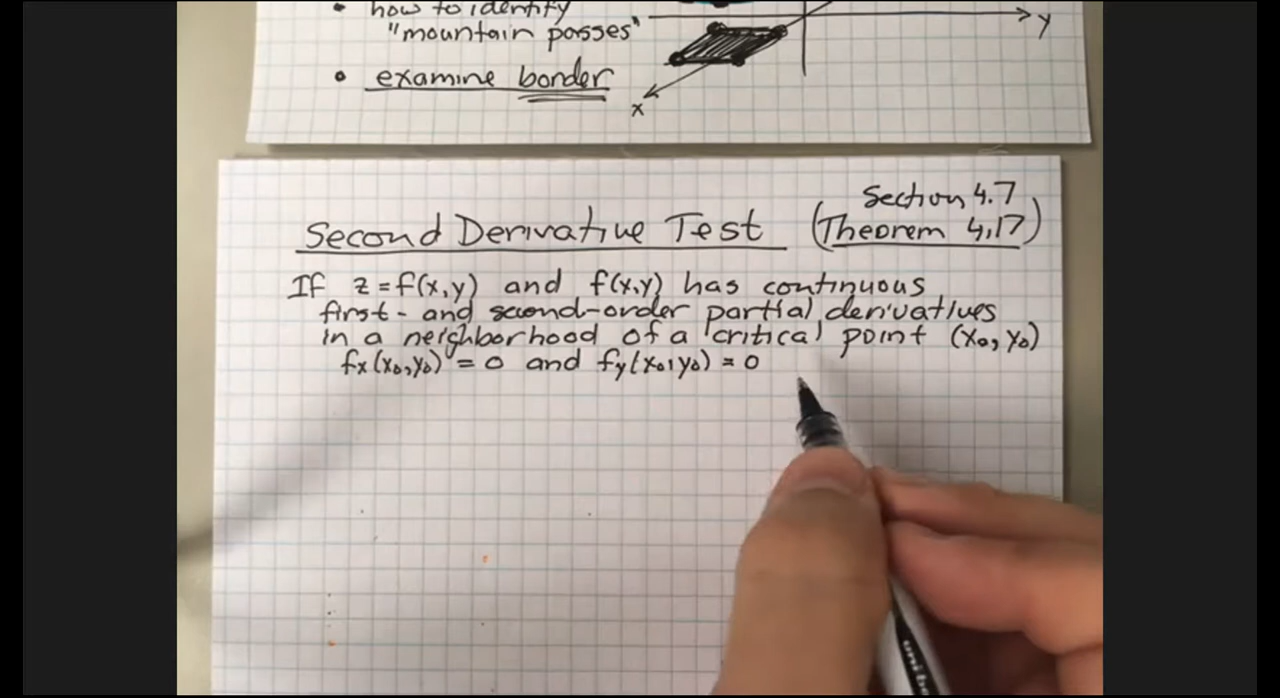 • how to identify
"mountain passes"
• examine border
y
x
Section 4.7
Second Derivative Test (Theorem 4.17)
If z = f(x,y) and f(x,y) has continuous
first- and second-order partial derivatives
in a neighborhood of a critical point (x₀, y₀)
fx(x₀,y₀) = 0 and fy(x₀,y₀) = 0